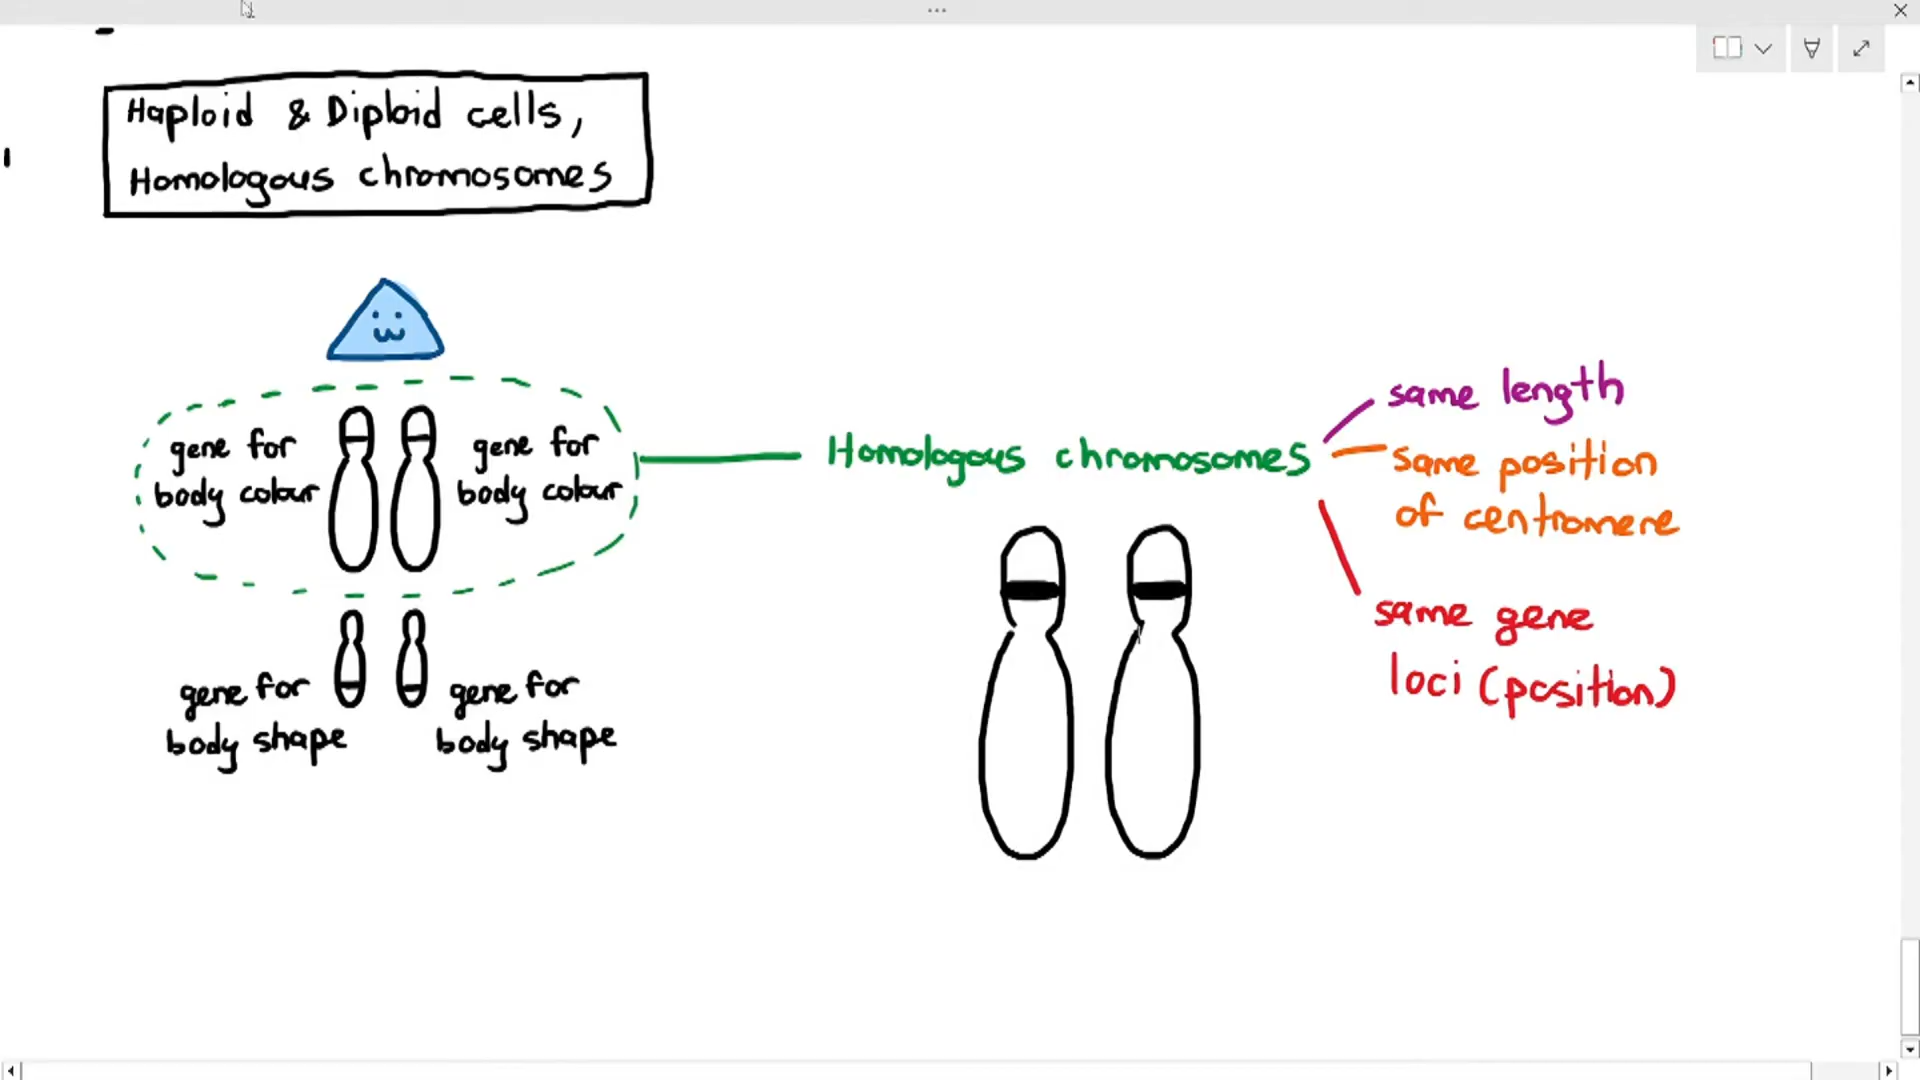 Haploid & Diploid cells,
Homologous chromosomes
gene for
body colour
gene for
body colour
gene for
body shape
gene for
body shape
Homologous chromosomes
same length
same position
of centromere
same gene
loci (position)